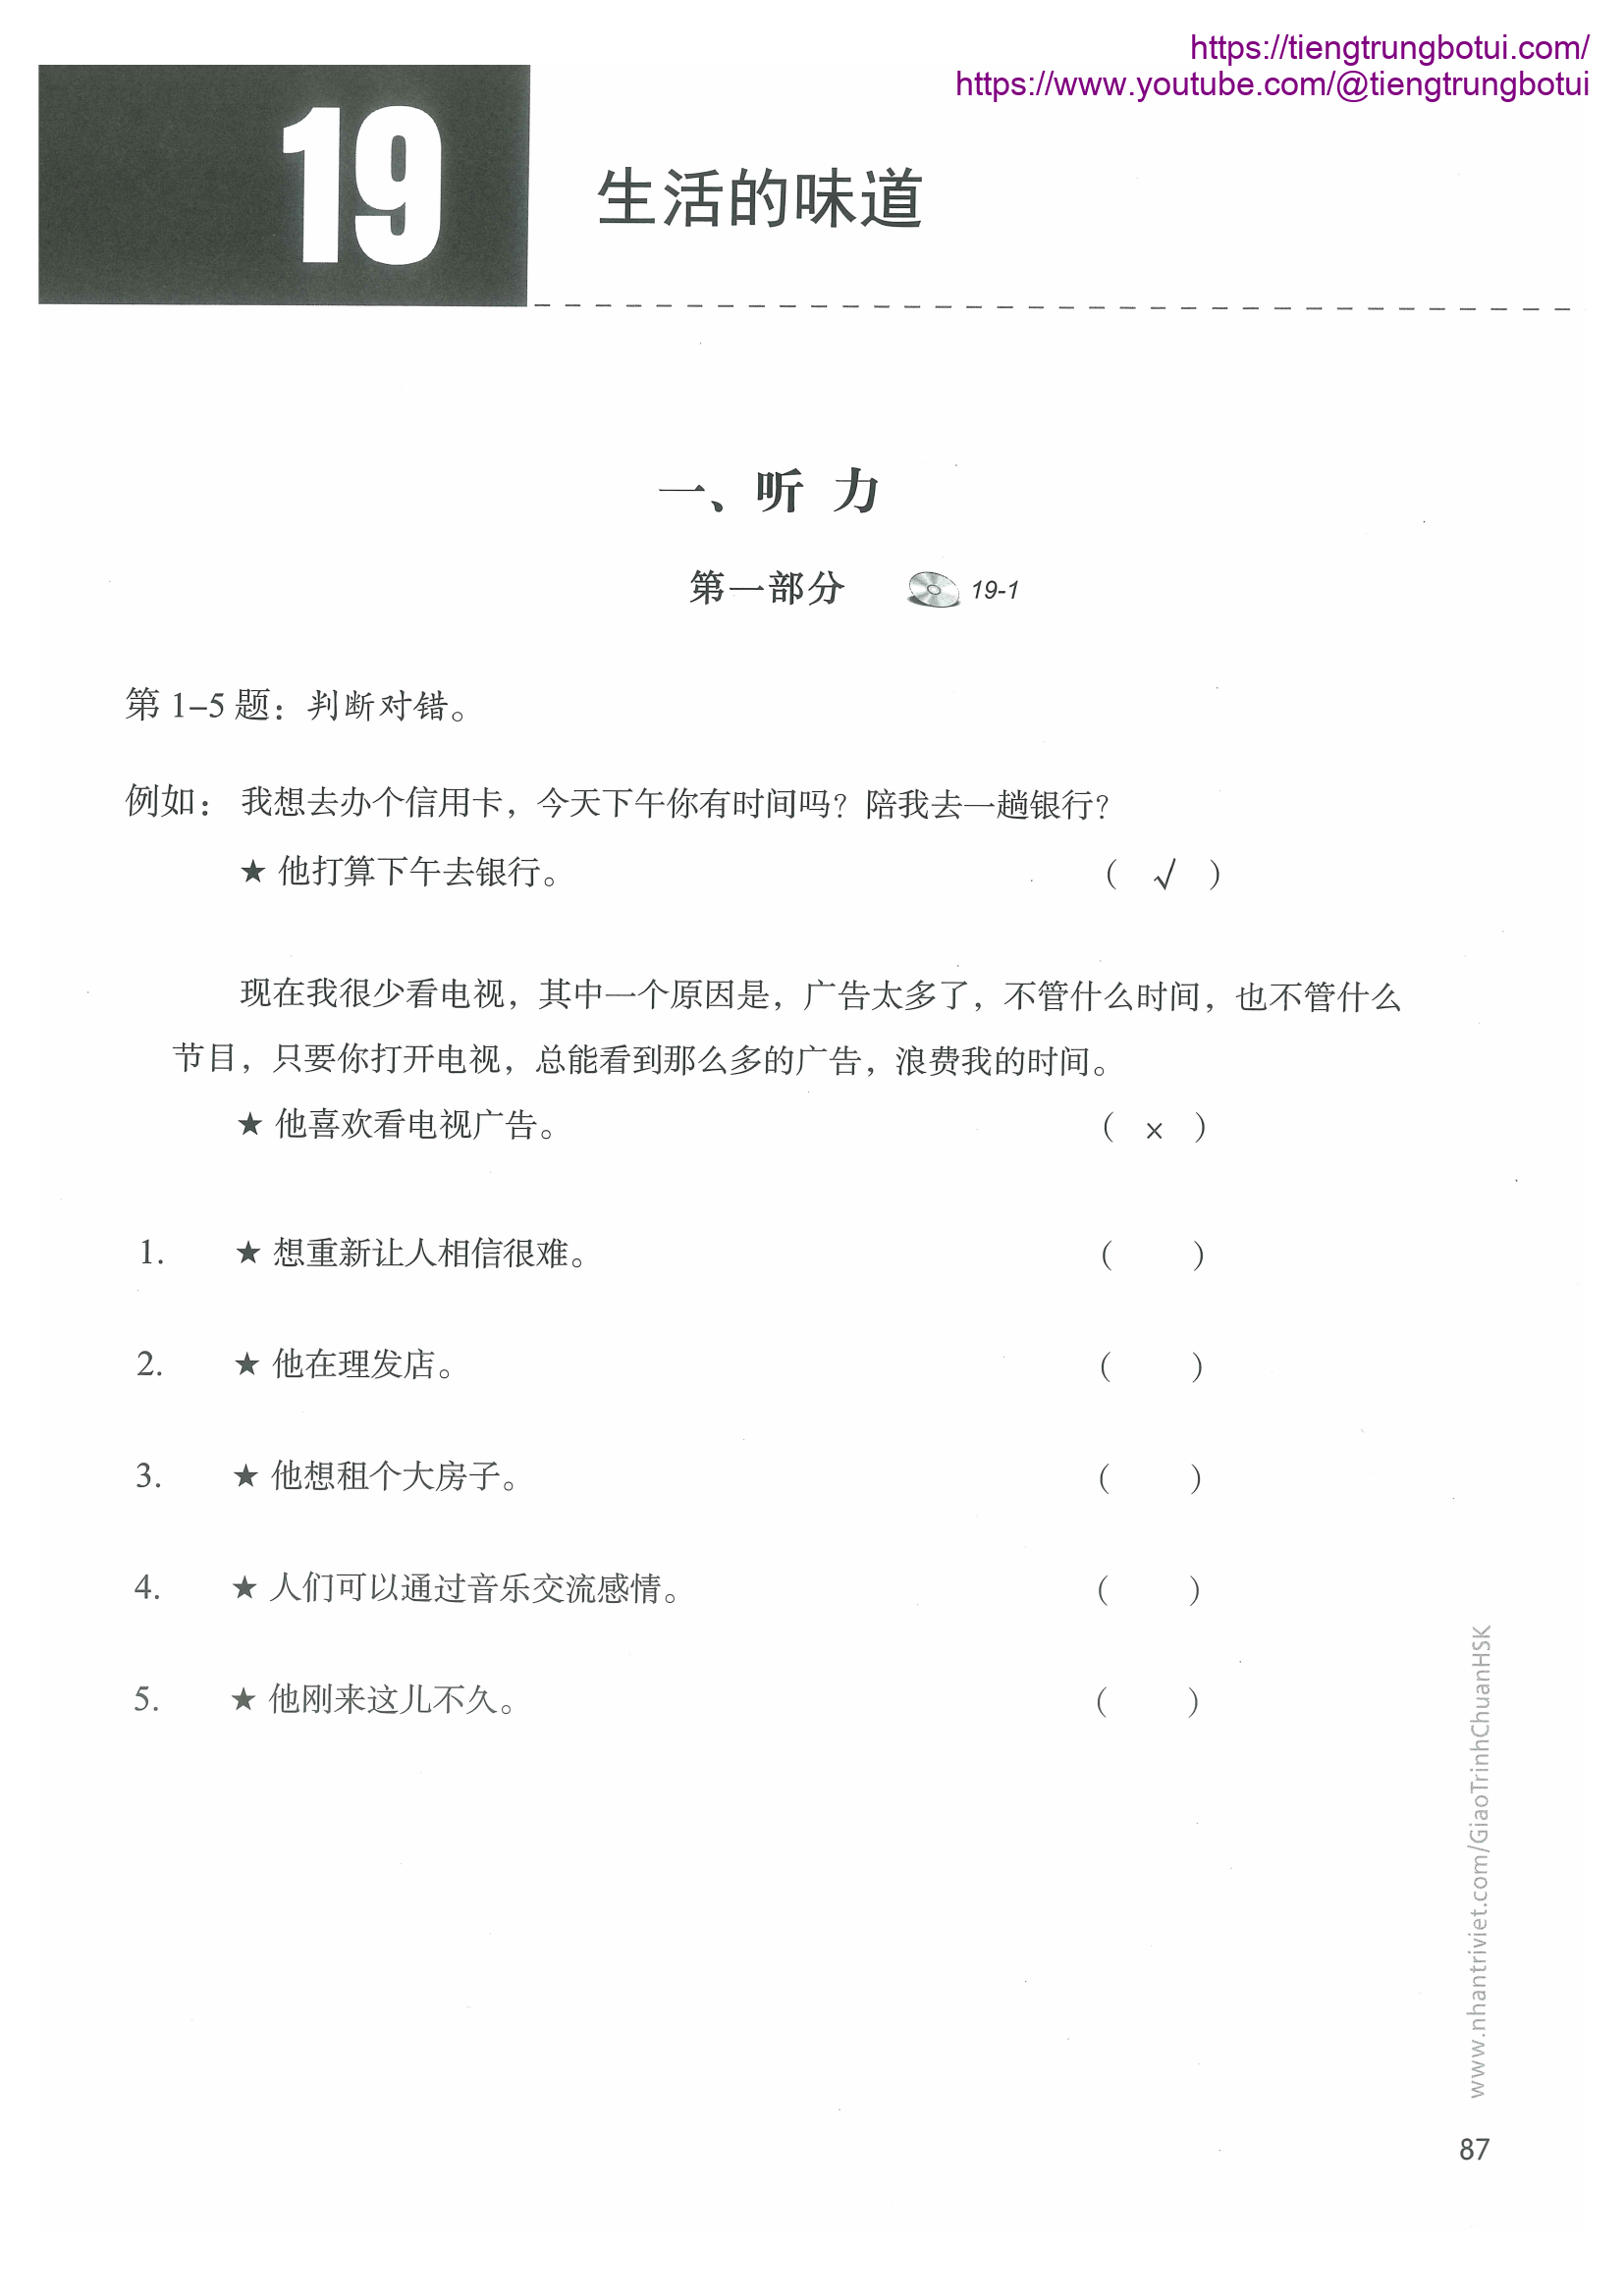 https://tiengtrungbotui.com/
https://www.youtube.com/@tiengtrungbotui
19
生活的味道
一、听 力
第一部分 19-1
第 1–5 题：判断对错。
例如： 我想去办个信用卡，今天下午你有时间吗？陪我去一趟银行？
★ 他打算下午去银行。 （ √ ）
现在我很少看电视，其中一个原因是，广告太多了，不管什么时间，也不管什么
节目，只要你打开电视，总能看到那么多的广告，浪费我的时间。
★ 他喜欢看电视广告。 （ × ）
1. ★ 想重新让人相信很难。 （ ）
2. ★ 他在理发店。 （ ）
3. ★ 他想租个大房子。 （ ）
4. ★ 人们可以通过音乐交流感情。 （ ）
5. ★ 他刚来这儿不久。 （ ）
www.nhantriviet.com/GiaoTrinhChuanHSK
87